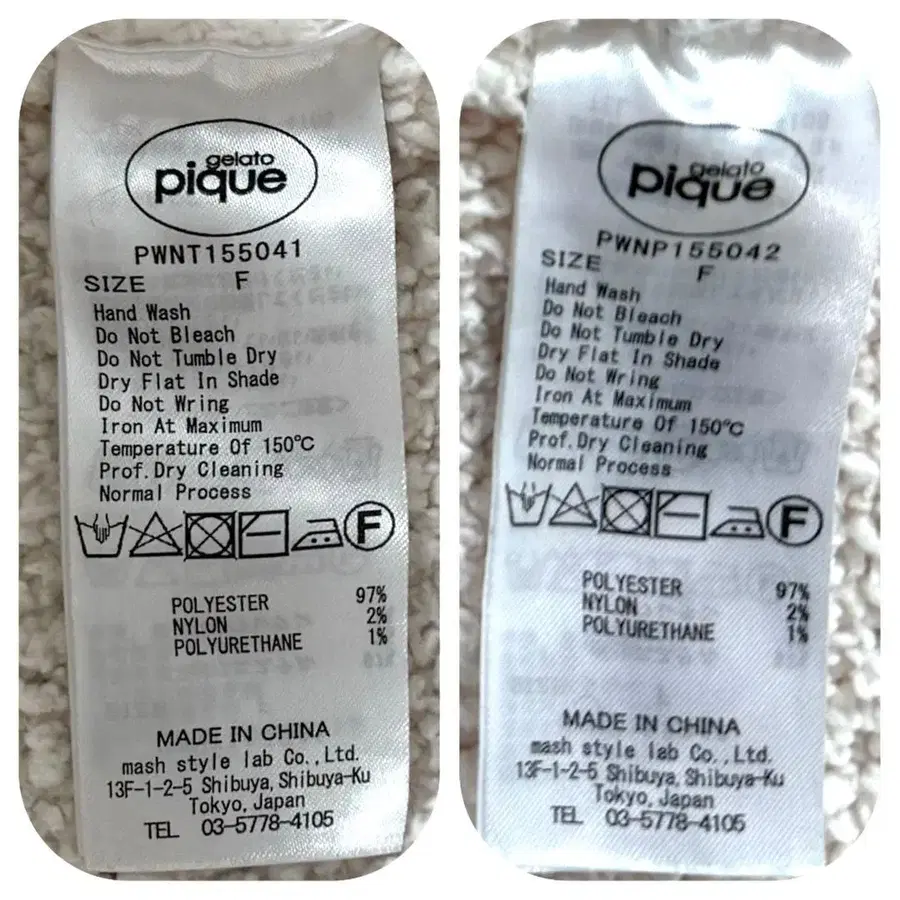 gelato
pique
PWNT155041
SIZE F
Hand Wash
Do Not Bleach
Do Not Tumble Dry
Dry Flat In Shade
Do Not Wring
Iron At Maximum
Temperature Of 150℃
Prof.Dry Cleaning
Normal Process
F
POLYESTER 97%
NYLON 2%
POLYURETHANE 1%
MADE IN CHINA
mash style lab Co.,Ltd.
13F-1-2-5 Shibuya,Shibuya-Ku
Tokyo,Japan
TEL 03-5778-4105
gelato
pique
PWNP155042
SIZE F
Hand Wash
Do Not Bleach
Do Not Tumble Dry
Dry Flat In Shade
Do Not Wring
Iron At Maximum
Temperature Of 150℃
Prof.Dry Cleaning
Normal Process
F
POLYESTER 97%
NYLON 2%
POLYURETHANE 1%
MADE IN CHINA
mash style lab Co.,Ltd.
13F-1-2-5 Shibuya,Shibuya-Ku
Tokyo,Japan
TEL 03-5778-4105